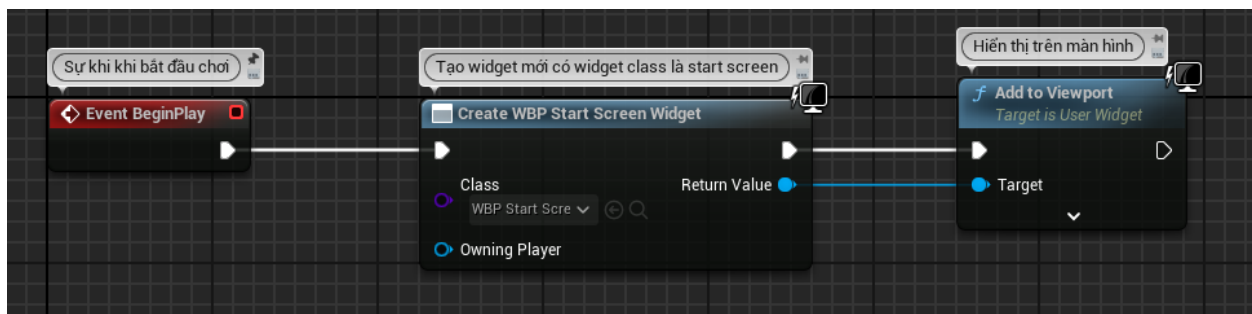 Sự khi khi bắt đầu chơi
Event BeginPlay
Tạo widget mới có widget class là start screen
Create WBP Start Screen Widget
Class
WBP Start Scre
Return Value
Owning Player
Hiển thị trên màn hình
Add to Viewport
Target is User Widget
Target